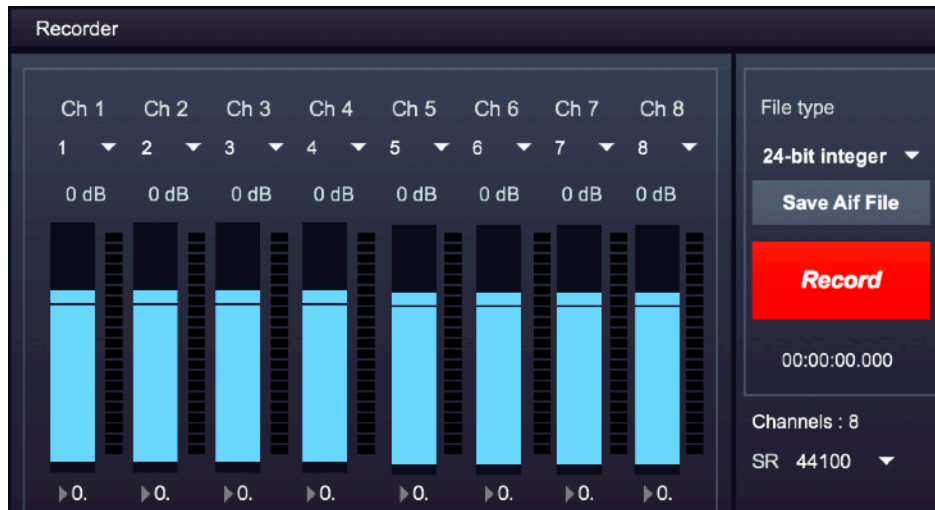 Recorder
Ch 1 Ch 2 Ch 3 Ch 4 Ch 5 Ch 6 Ch 7 Ch 8
1 2 3 4 5 6 7 8
0 dB 0 dB 0 dB 0 dB 0 dB 0 dB 0 dB 0 dB
0. 0. 0. 0. 0. 0. 0. 0.
File type
24-bit integer
Save Aif File
Record
00:00:00.000
Channels : 8
SR 44100